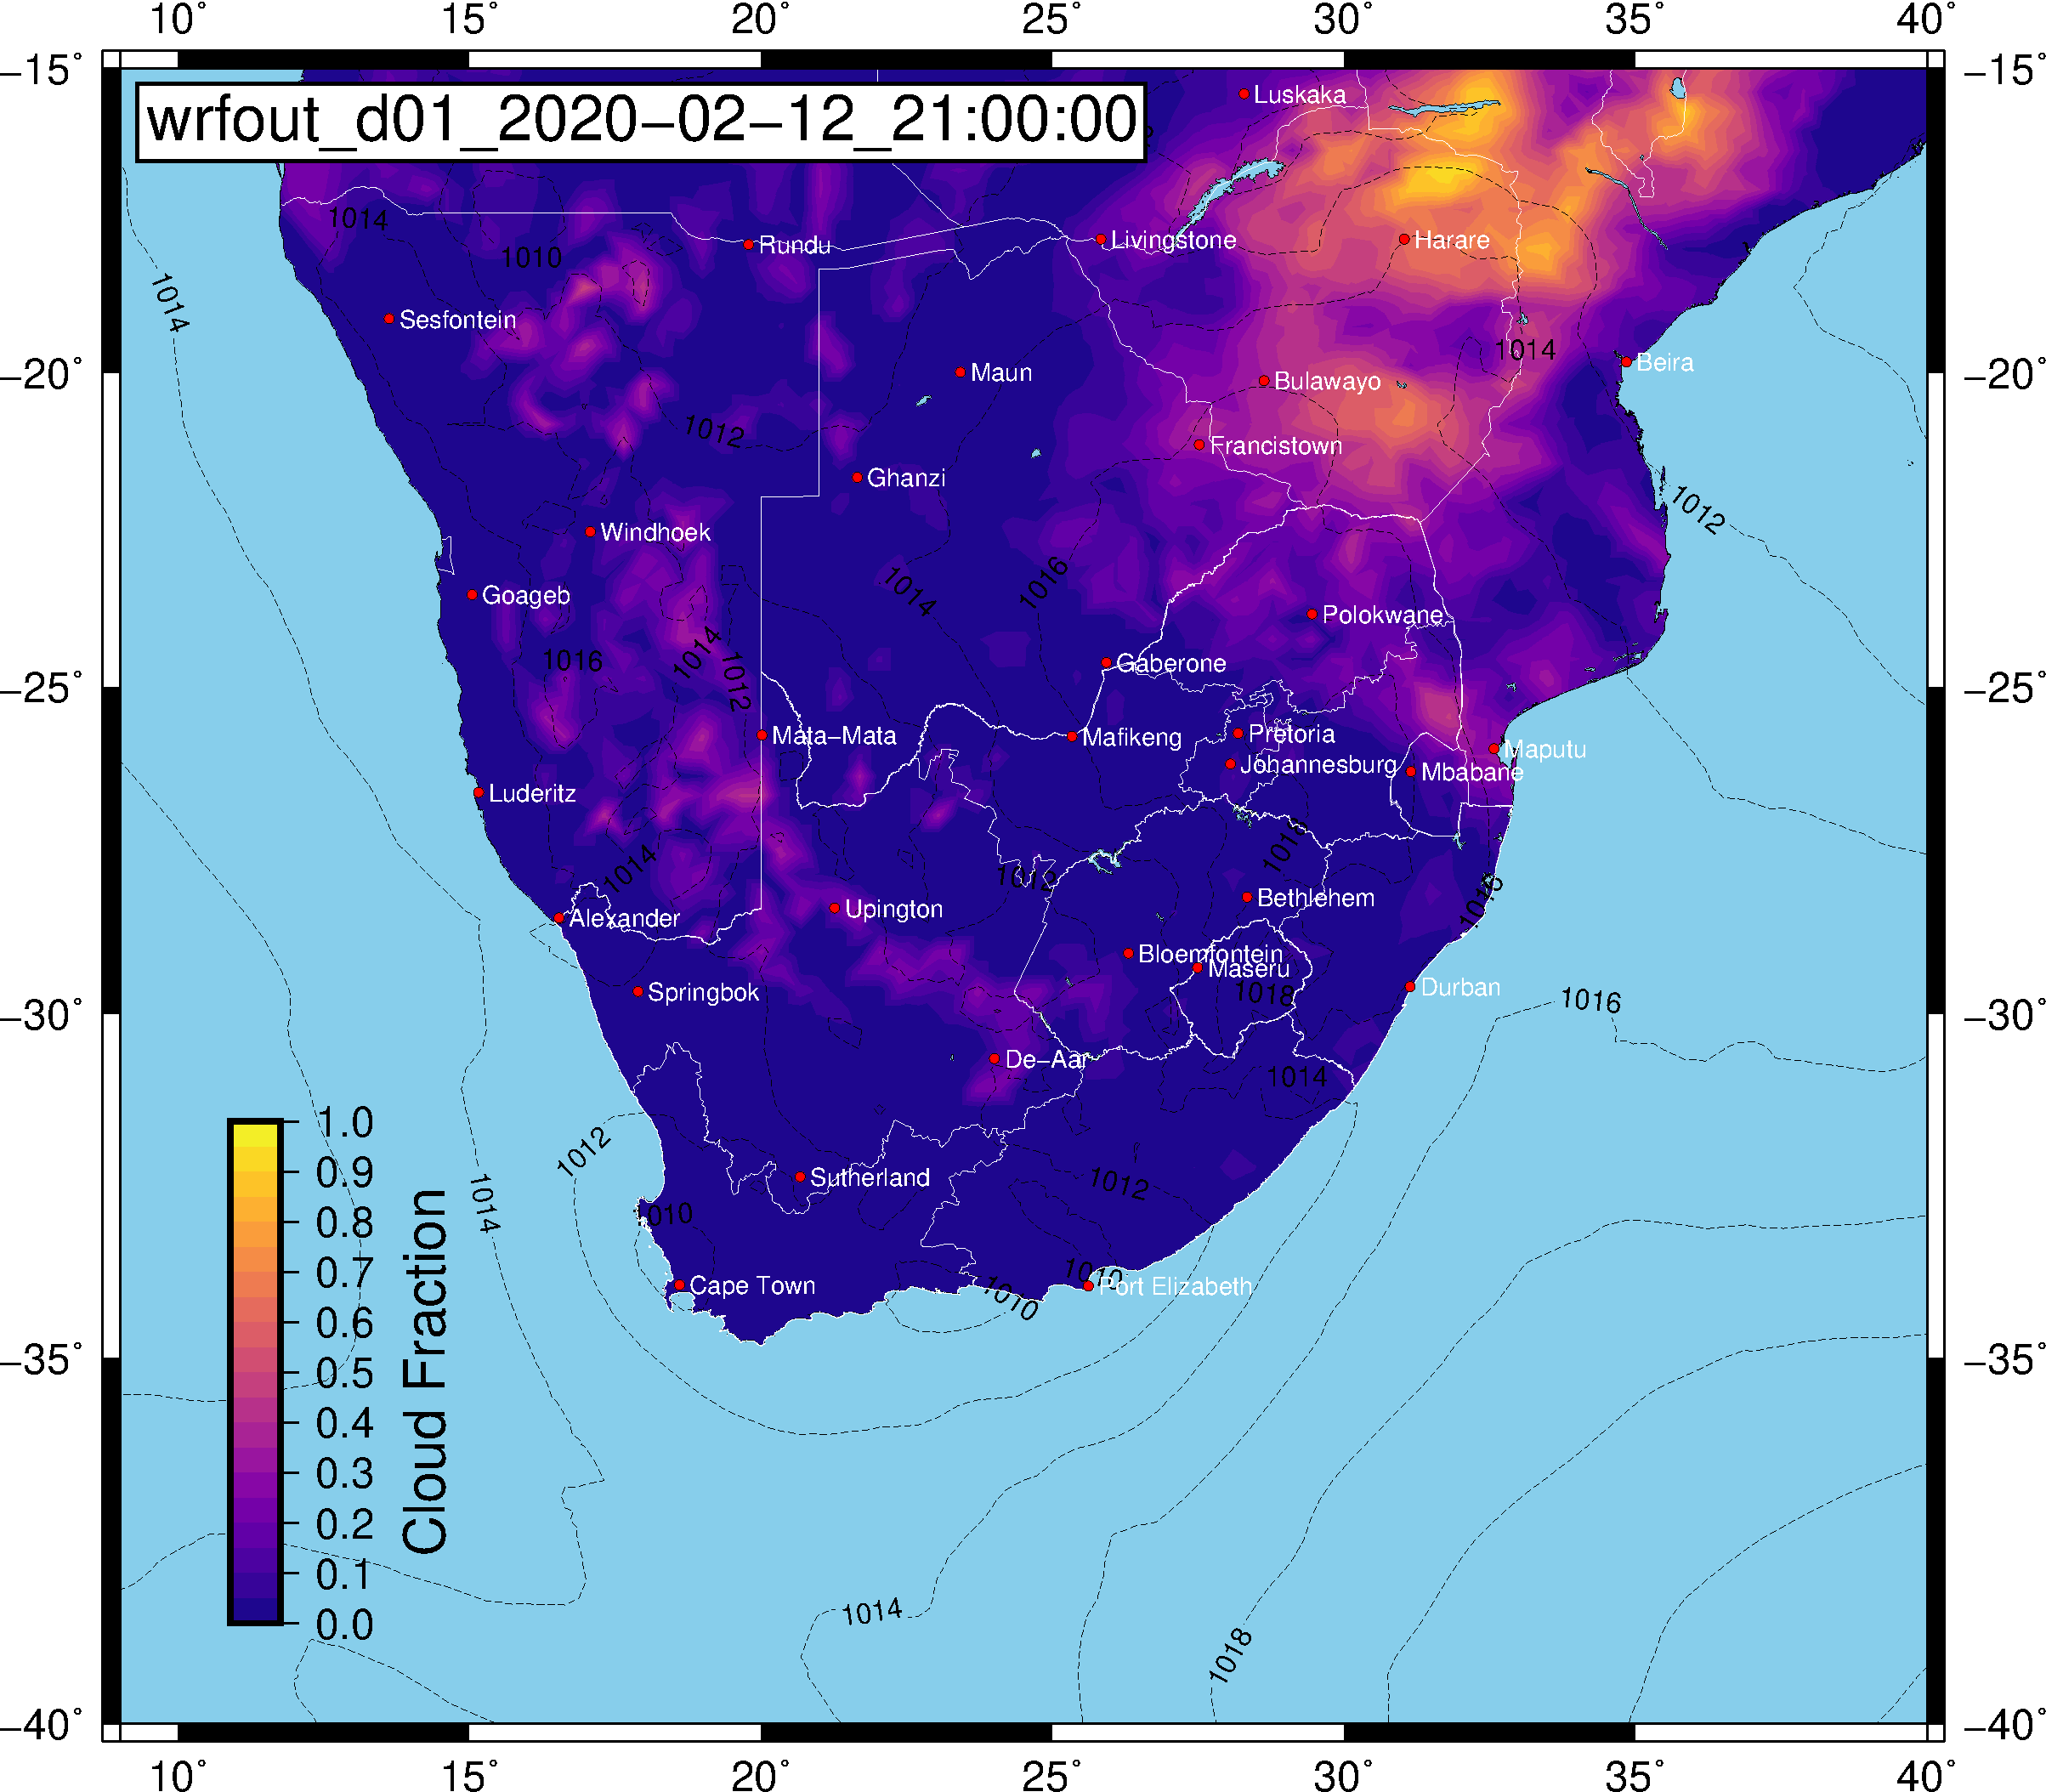 10° 15° 20° 25° 30° 35° 40°
−15° −15°
wrfout_d01_2020−02−12_21:00:00
Luskaka
1014
1010
Rundu
Livingstone
Harare
1014
Sesfontein
1014
Beira
−20° −20°
Maun
Bulawayo
1012
Francistown
Ghanzi
1012
Windhoek
1014
1016
Goageb
Polokwane
1014
1016
1012
Gaberone
−25° −25°
Mata−Mata
Mafikeng
Pretoria
Maputu
Johannesburg
Mbabane
Luderitz
1014
1018
1012
Bethlehem
1018
Alexander
Upington
Bloemfontein
Maseru
Springbok
1018
Durban
1016
−30° −30°
De−Aar
1014
1012
Sutherland
1012
1014
1010
Cape Town
1010
1010
Port Elizabeth
−35° −35°
1.0
0.9
0.8
0.7
0.6
0.5
0.4
0.3
0.2
0.1
0.0
Cloud Fraction
1014
1018
−40° −40°
10° 15° 20° 25° 30° 35° 40°